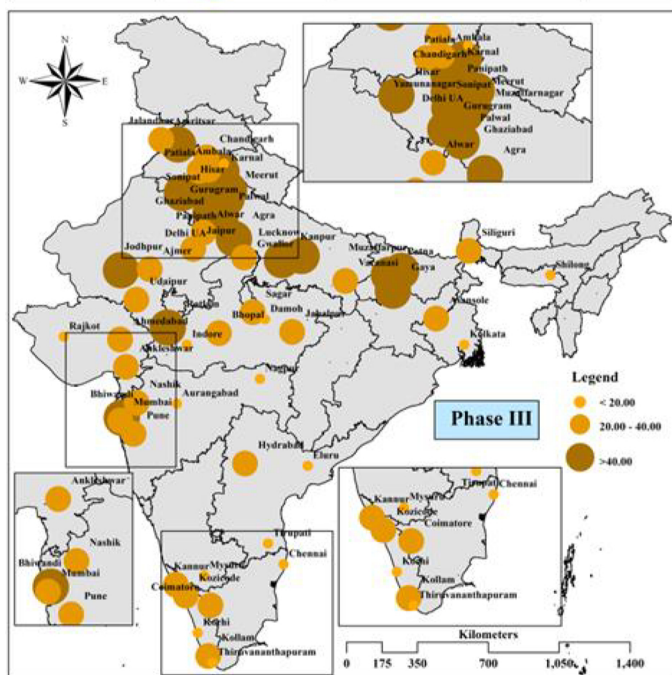 N
W
E
S
Patiala
Ambala
Chandigarh
Karnal
Hisar
Panipath
Yamunanagar
Sonipat
Meerut
Muzaffarnagar
Delhi UA
Gurugram
Palwal
Ghaziabad
Alwar
Agra
Jalandhar
Amritsar
Chandigarh
Patiala
Ambala
Karnal
Hisar
Sonipat
Meerut
Gurugram
Ghaziabad
Palwal
Panipath
Alwar
Agra
Delhi UA
Jaipur
Lucknow
Jodhpur
Ajmer
Gwalior
Kanpur
Muzaffarpur
Patna
Siliguri
Varanasi
Gaya
Shilong
Udaipur
Ratlam
Sagar
Asansole
Rajkot
Ahmedabad
Bhopal
Damoh
Jabalpur
Ankleshwar
Indore
Kolkata
Nagpur
Nashik
Aurangabad
Bhiwandi
Mumbai
Pune
Legend
< 20.00
20.00 - 40.00
>40.00
Phase III
Hydrabad
Eluru
Ankleshwar
Nashik
Bhiwandi
Mumbai
Pune
Tirupati
Chennai
Kannur
Mysuru
Kozicode
Coimatore
Kochi
Kollam
Thiruvananthapuram
Tirupati
Chennai
Kannur
Mysuru
Kozicode
Coimatore
Kochi
Kollam
Thiruvananthapuram
Kilometers
0 175 350 700 1,050 1,400